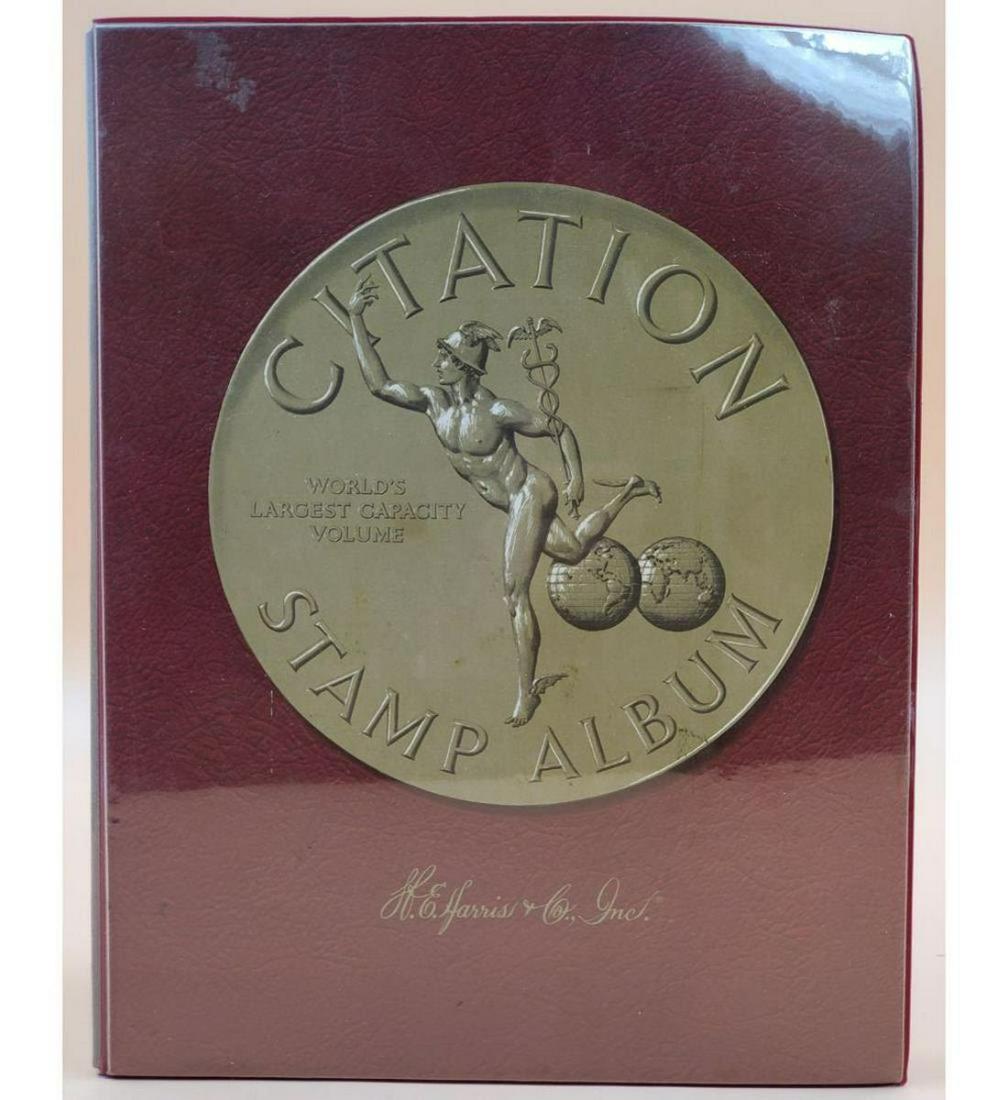 CITATION
WORLD'S
LARGEST CAPACITY
VOLUME
STAMP ALBUM
H.E. Harris & Co., Inc.